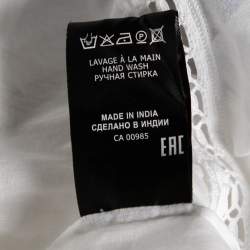 LAVAGE À LA MAIN
HAND WASH
РУЧНАЯ СТИРКА
MADE IN INDIA
СДЕЛАНО В ИНДИИ
CA 00985
EAC